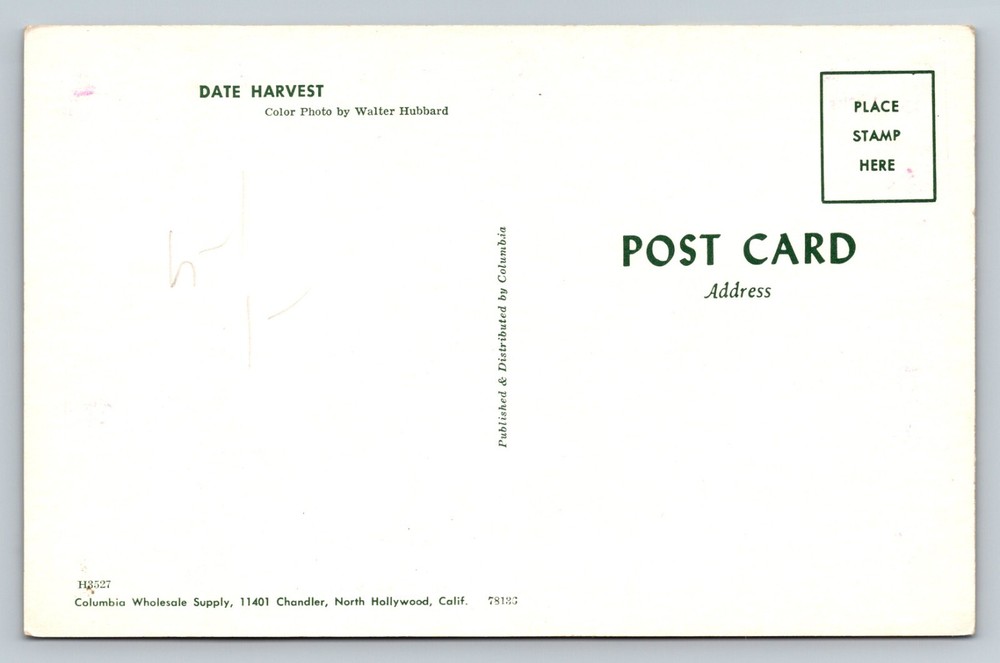 DATE HARVEST
Color Photo by Walter Hubbard
PLACE
STAMP
HERE
POST CARD
Address
Published & Distributed by Columbia
H3527
Columbia Wholesale Supply, 11401 Chandler, North Hollywood, Calif.